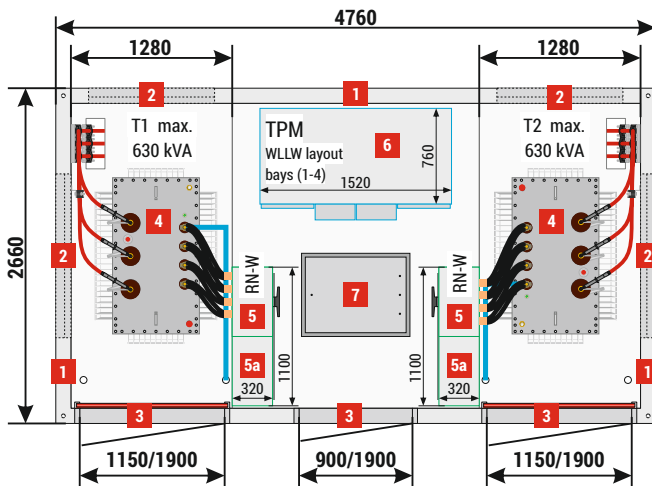 4760
1280
1280
2
1
2
T1 max.
630 kVA
TPM
WLLW layout
bays (1-4)
6
760
1520
T2 max.
630 kVA
2660
4
4
2
2
RN-W
RN-W
7
5
5
5a
5a
1100
1100
320
320
1
1
3
3
3
1150/1900
900/1900
1150/1900